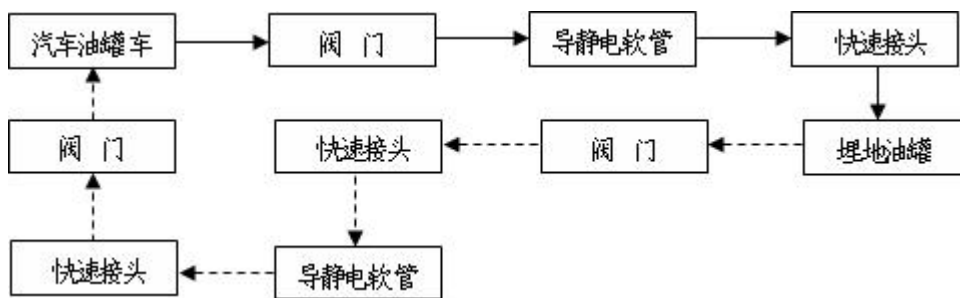 汽车油罐车
阀 门
导静电软管
快速接头
阀 门
快速接头
阀 门
埋地油罐
快速接头
导静电软管